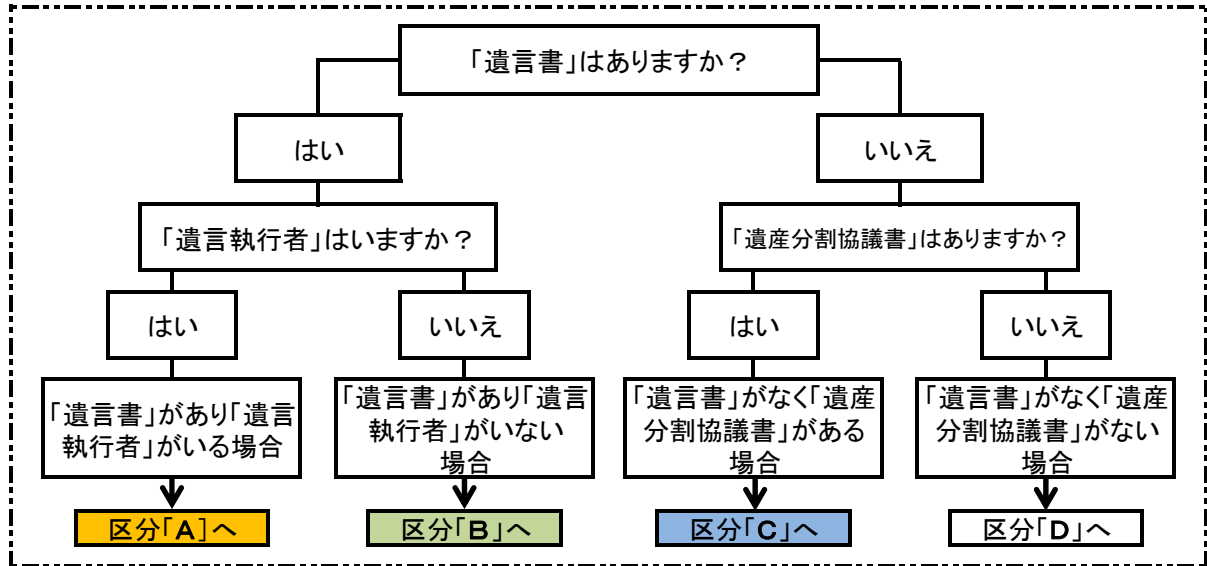 「遺言書」はありますか？
はい
いいえ
「遺言執行者」はいますか？
「遺産分割協議書」はありますか？
はい
いいえ
はい
いいえ
「遺言書」があり「遺言
執行者」がいる場合
「遺言書」があり「遺言
執行者」がいない
場合
「遺言書」がなく「遺産
分割協議書」がある
場合
「遺言書」がなく「遺産
分割協議書」がない
場合
区分「Ａ］へ
区分「Ｂ」へ
区分「Ｃ」へ
区分「Ｄ」へ